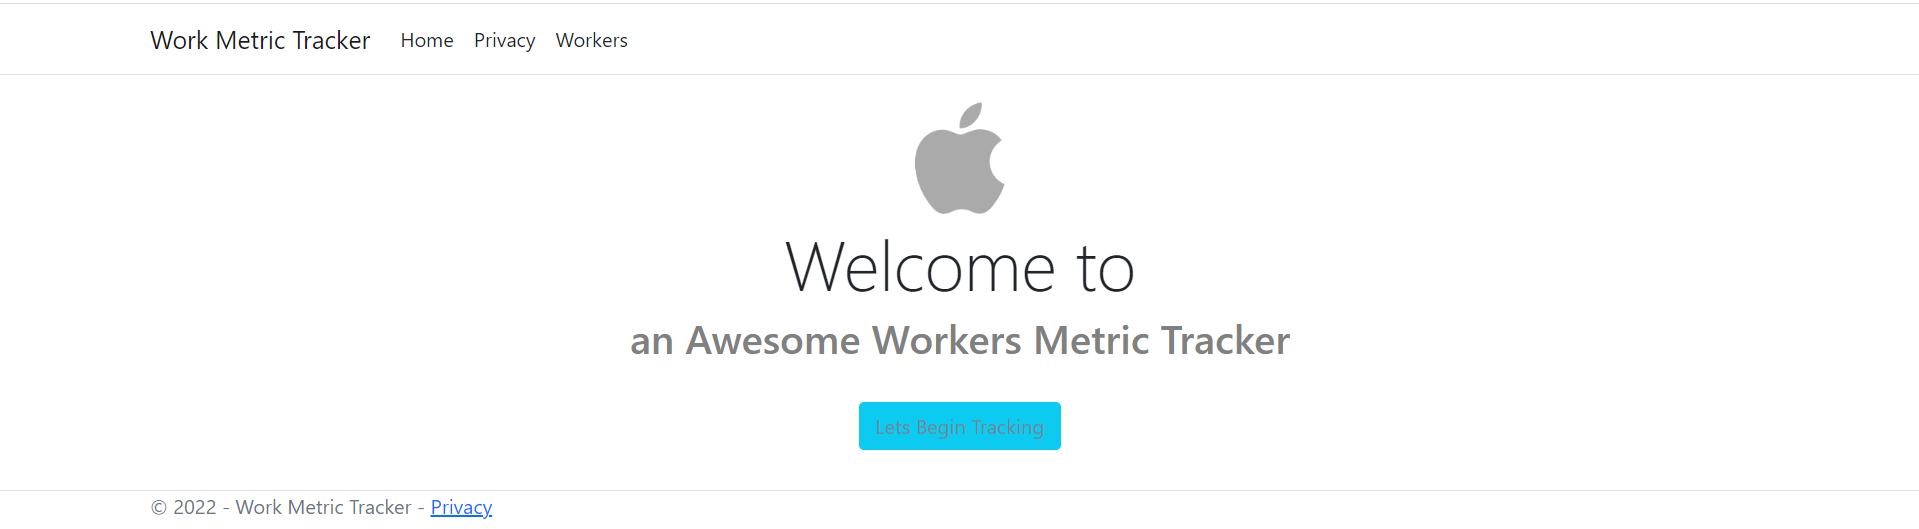 Work Metric Tracker Home Privacy Workers
Welcome to
an Awesome Workers Metric Tracker
Lets Begin Tracking
© 2022 - Work Metric Tracker - Privacy